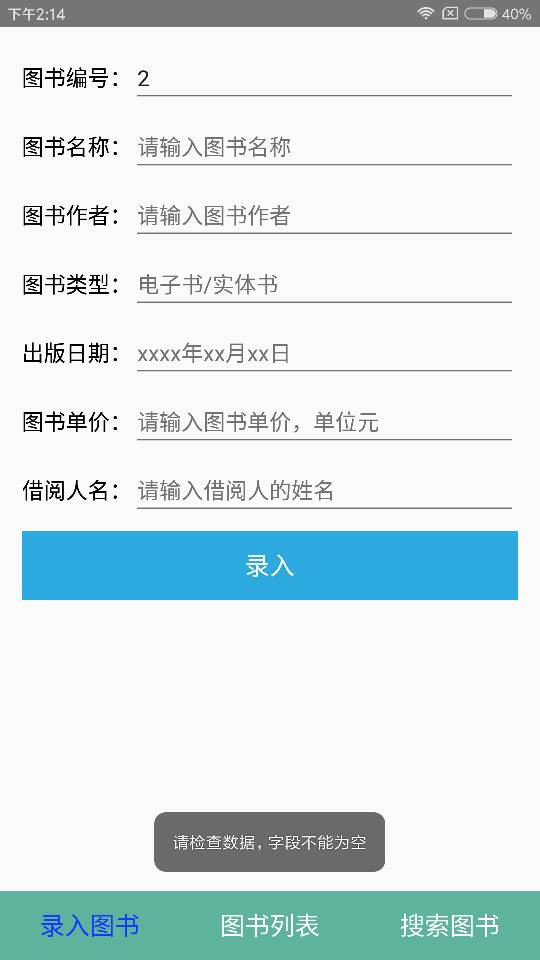 下午2:14 40%
图书编号： 2
图书名称： 请输入图书名称
图书作者： 请输入图书作者
图书类型： 电子书/实体书
出版日期： xxxx年xx月xx日
图书单价： 请输入图书单价，单位元
借阅人名： 请输入借阅人的姓名
录入
请检查数据，字段不能为空
录入图书 图书列表 搜索图书